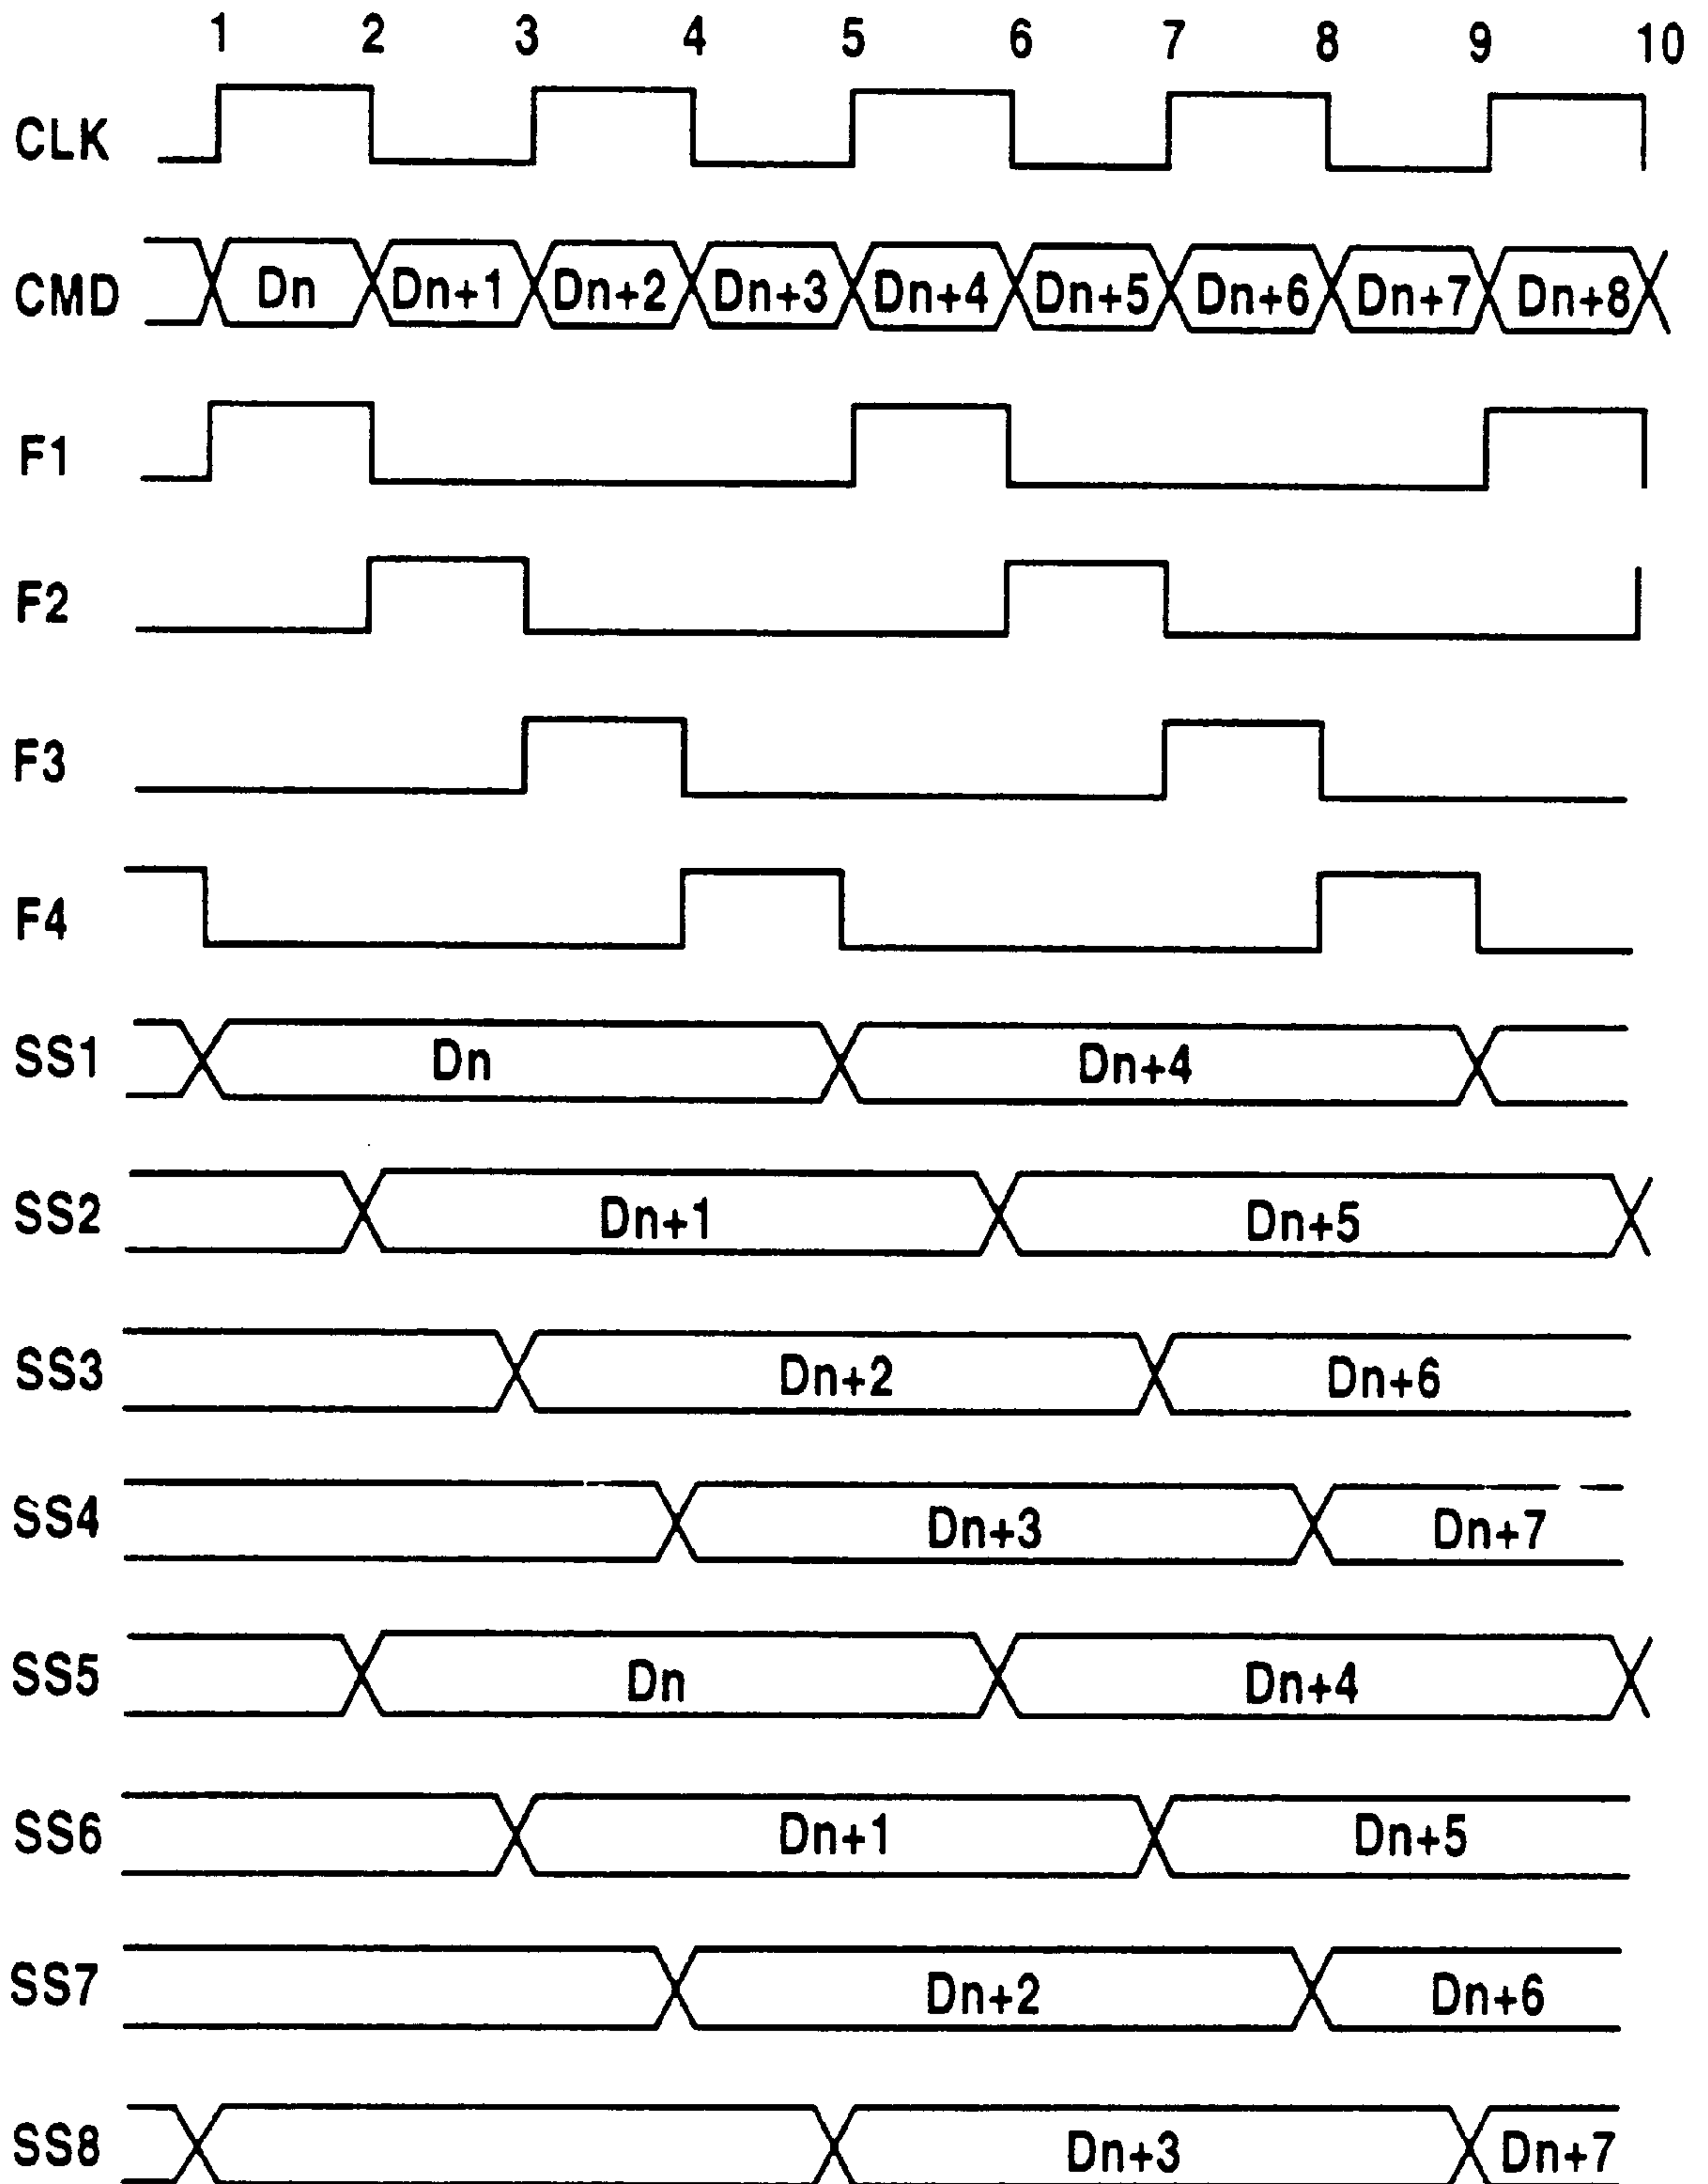 1 2 3 4 5 6 7 8 9 10
CLK
CMD Dn Dn+1 Dn+2 Dn+3 Dn+4 Dn+5 Dn+6 Dn+7 Dn+8
F1
F2
F3
F4
SS1 Dn Dn+4
SS2 Dn+1 Dn+5
SS3 Dn+2 Dn+6
SS4 Dn+3 Dn+7
SS5 Dn Dn+4
SS6 Dn+1 Dn+5
SS7 Dn+2 Dn+6
SS8 Dn+3 Dn+7